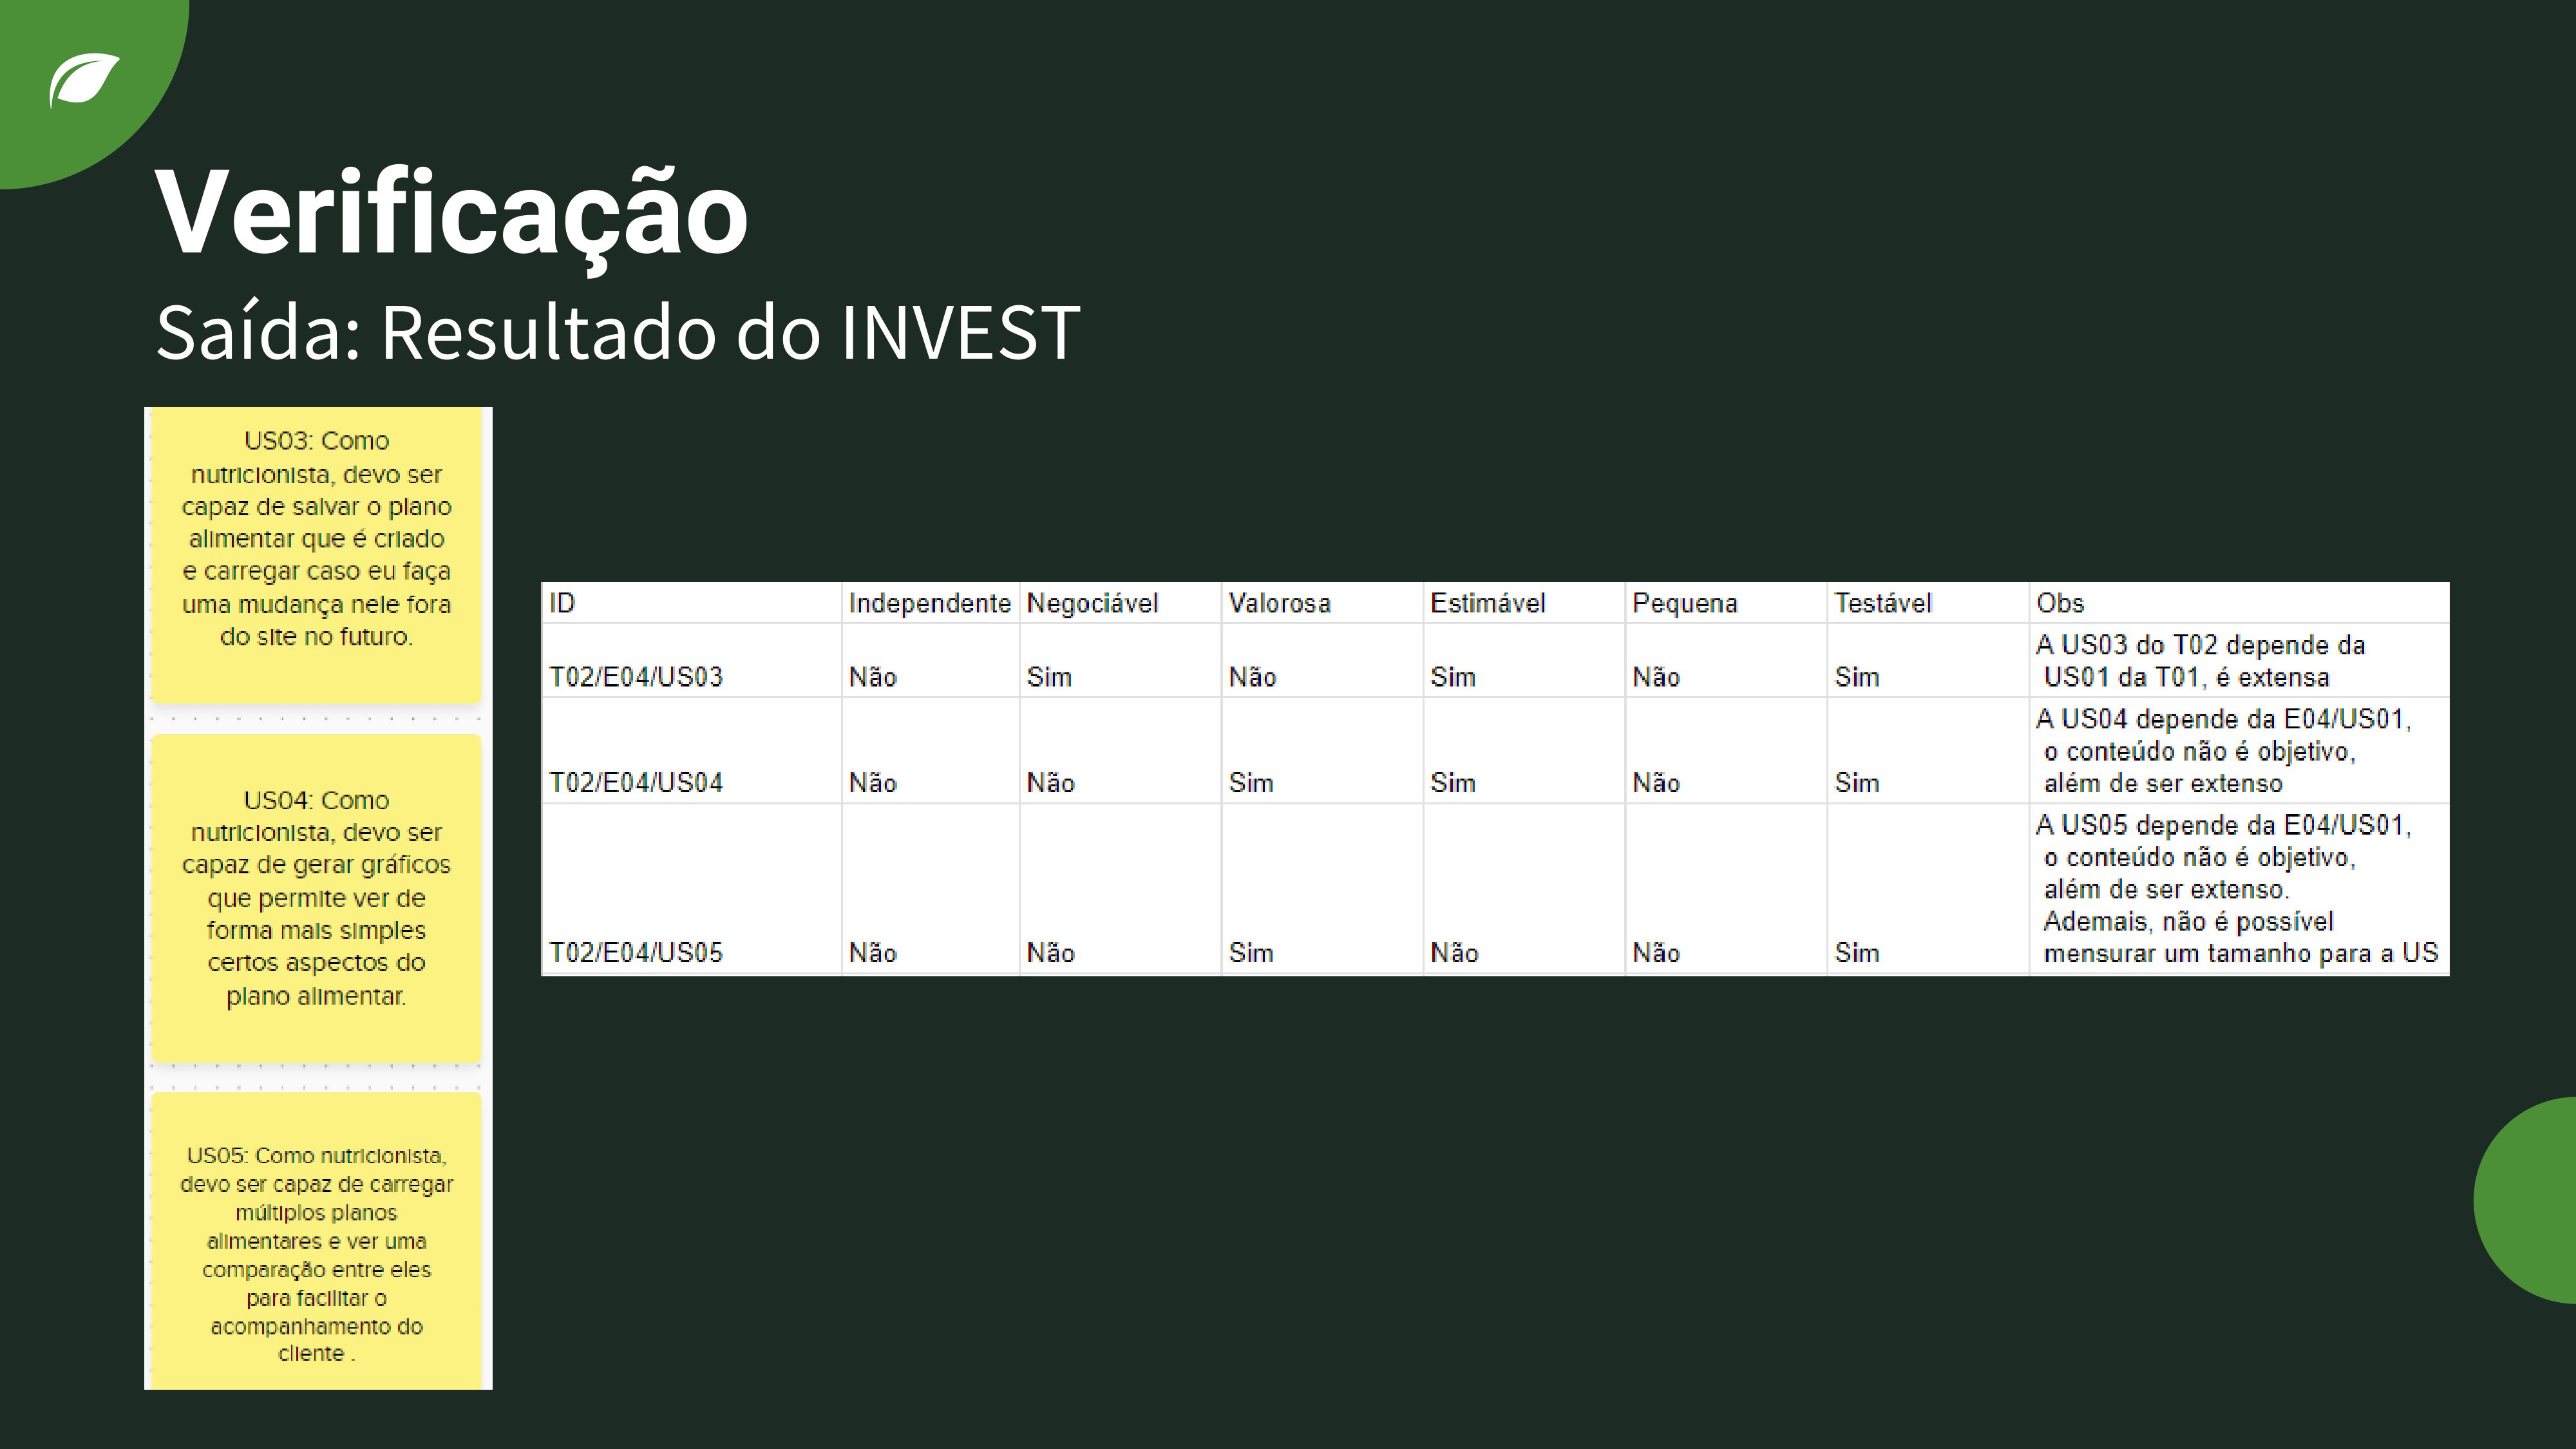 Verificação
Saída: Resultado do INVEST
US03: Como
nutricionista, devo ser
capaz de salvar o plano
alimentar que é criado
e carregar caso eu faça
uma mudança nele fora
do site no futuro.
US04: Como
nutricionista, devo ser
capaz de gerar gráficos
que permite ver de
forma mais simples
certos aspectos do
plano alimentar.
US05: Como nutricionista,
devo ser capaz de carregar
múltiplos planos
alimentares e ver uma
comparação entre eles
para facilitar o
acompanhamento do
cliente .
ID Independente Negociável Valorosa Estimável Pequena Testável Obs
T02/E04/US03 Não Sim Não Sim Não Sim A US03 do T02 depende da
US01 da T01, é extensa
T02/E04/US04 Não Não Sim Sim Não Sim A US04 depende da E04/US01,
o conteúdo não é objetivo,
além de ser extenso
T02/E04/US05 Não Não Sim Não Não Sim A US05 depende da E04/US01,
o conteúdo não é objetivo,
além de ser extenso.
Ademais, não é possível
mensurar um tamanho para a US